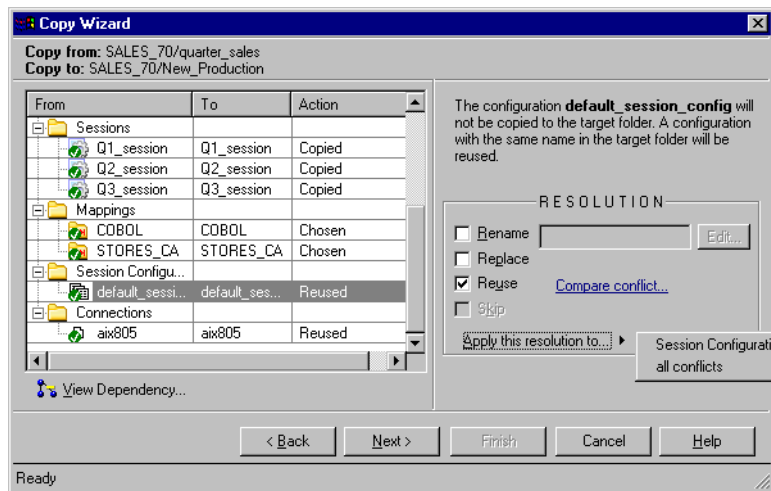 Copy Wizard
Copy from: SALES_70/quarter_sales
Copy to: SALES_70/New_Production
From To Action
Sessions
Q1_session Q1_session Copied
Q2_session Q2_session Copied
Q3_session Q3_session Copied
Mappings
COBOL COBOL Chosen
STORES_CA STORES_CA Chosen
Session Configu...
default_sessi... default_ses... Reused
Connections
aix805 aix805 Reused
View Dependency...
The configuration default_session_config will
not be copied to the target folder. A configuration
with the same name in the target folder will be
reused.
RESOLUTION
Rename Edit...
Replace
Reuse Compare conflict...
Skip
Apply this resolution to...
Session Configurati
all conflicts
< Back Next > Finish Cancel Help
Ready